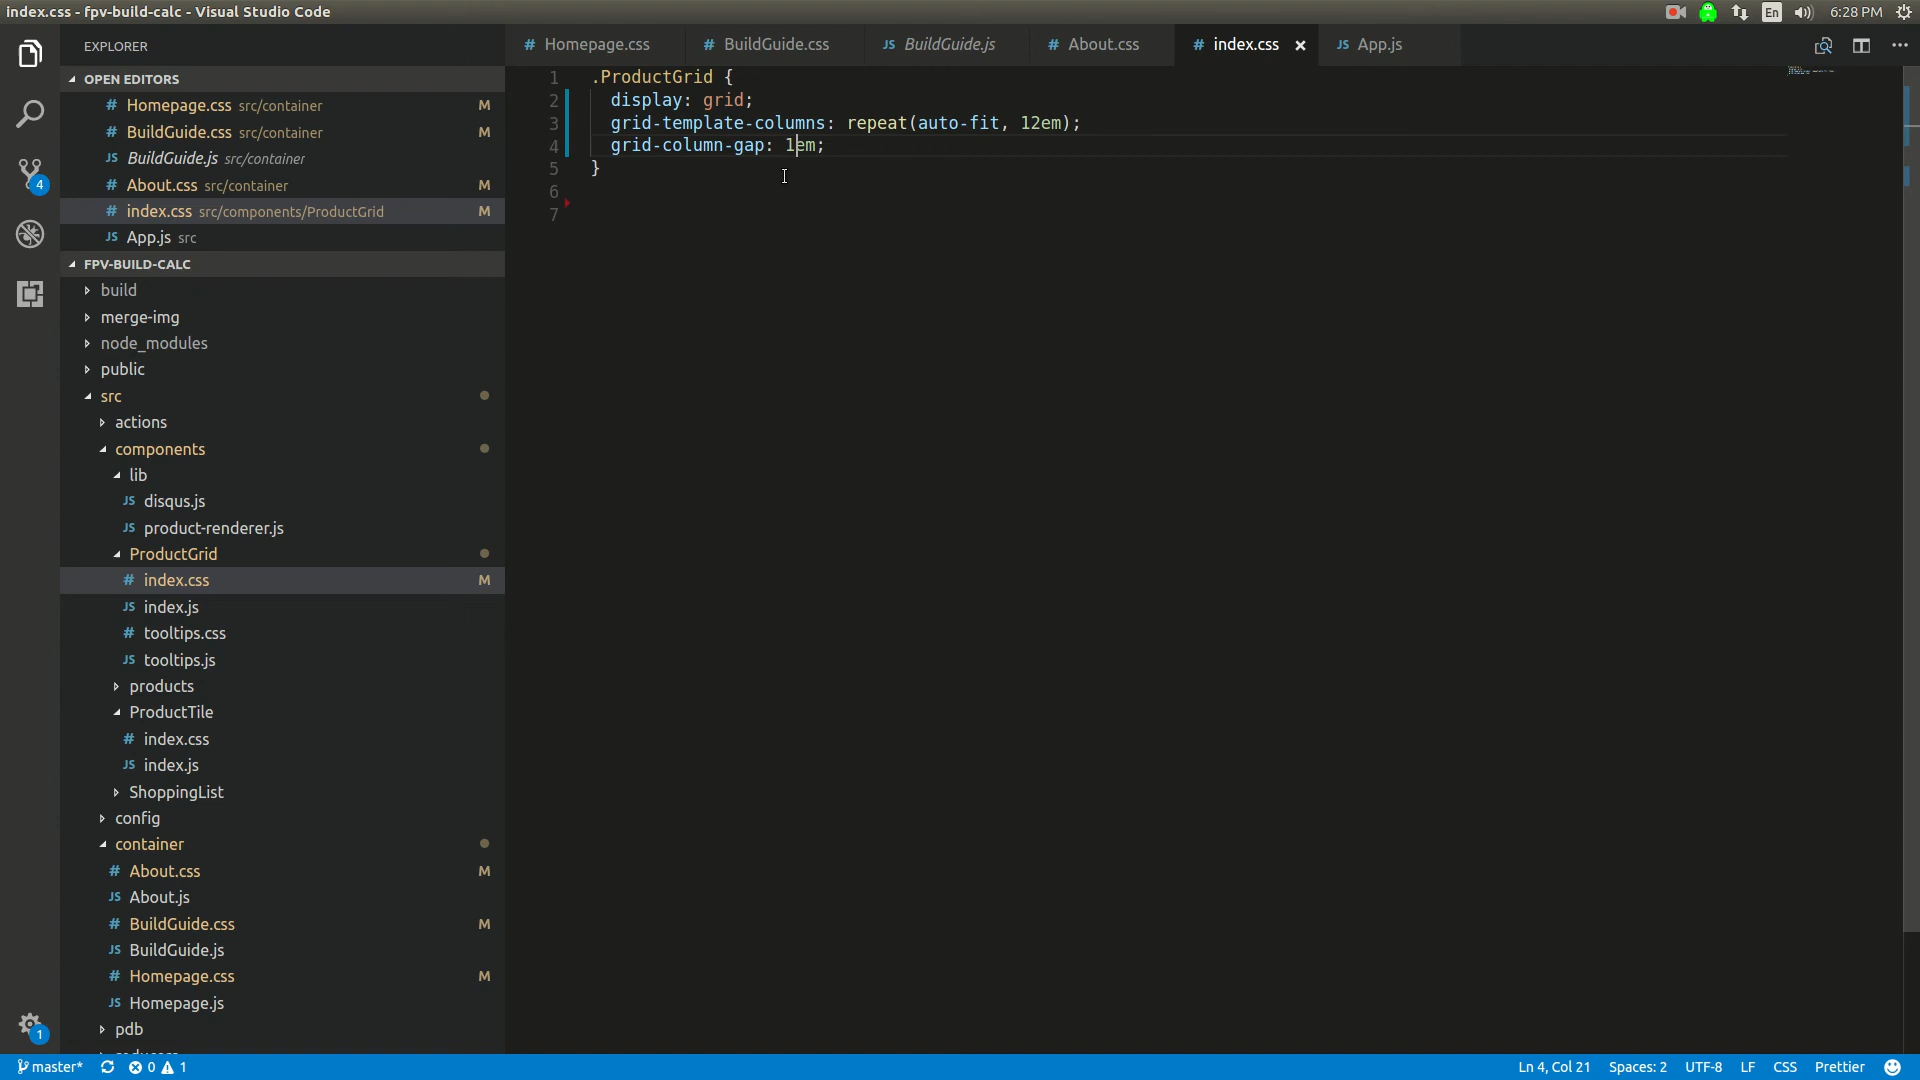 index.css - fpv-build-calc - Visual Studio Code
En
6:28 PM
EXPLORER
OPEN EDITORS
# Homepage.css src/container M
# BuildGuide.css src/container M
JS BuildGuide.js src/container
# About.css src/container M
# index.css src/components/ProductGrid M
JS App.js src
FPV-BUILD-CALC
build
merge-img
node_modules
public
src
actions
components
lib
JS disqus.js
JS product-renderer.js
ProductGrid
# index.css M
JS index.js
# tooltips.css
JS tooltips.js
products
ProductTile
# index.css
JS index.js
ShoppingList
config
container
# About.css M
JS About.js
# BuildGuide.css M
JS BuildGuide.js
# Homepage.css M
JS Homepage.js
pdb
4
1
# Homepage.css
# BuildGuide.css
JS BuildGuide.js
# About.css
# index.css ×
JS App.js
1 .ProductGrid {
2 display: grid;
3 grid-template-columns: repeat(auto-fit, 12em);
4 grid-column-gap: 1em;
5 }
6
7
master* 0 1
Ln 4, Col 21
Spaces: 2
UTF-8
LF
CSS
Prettier